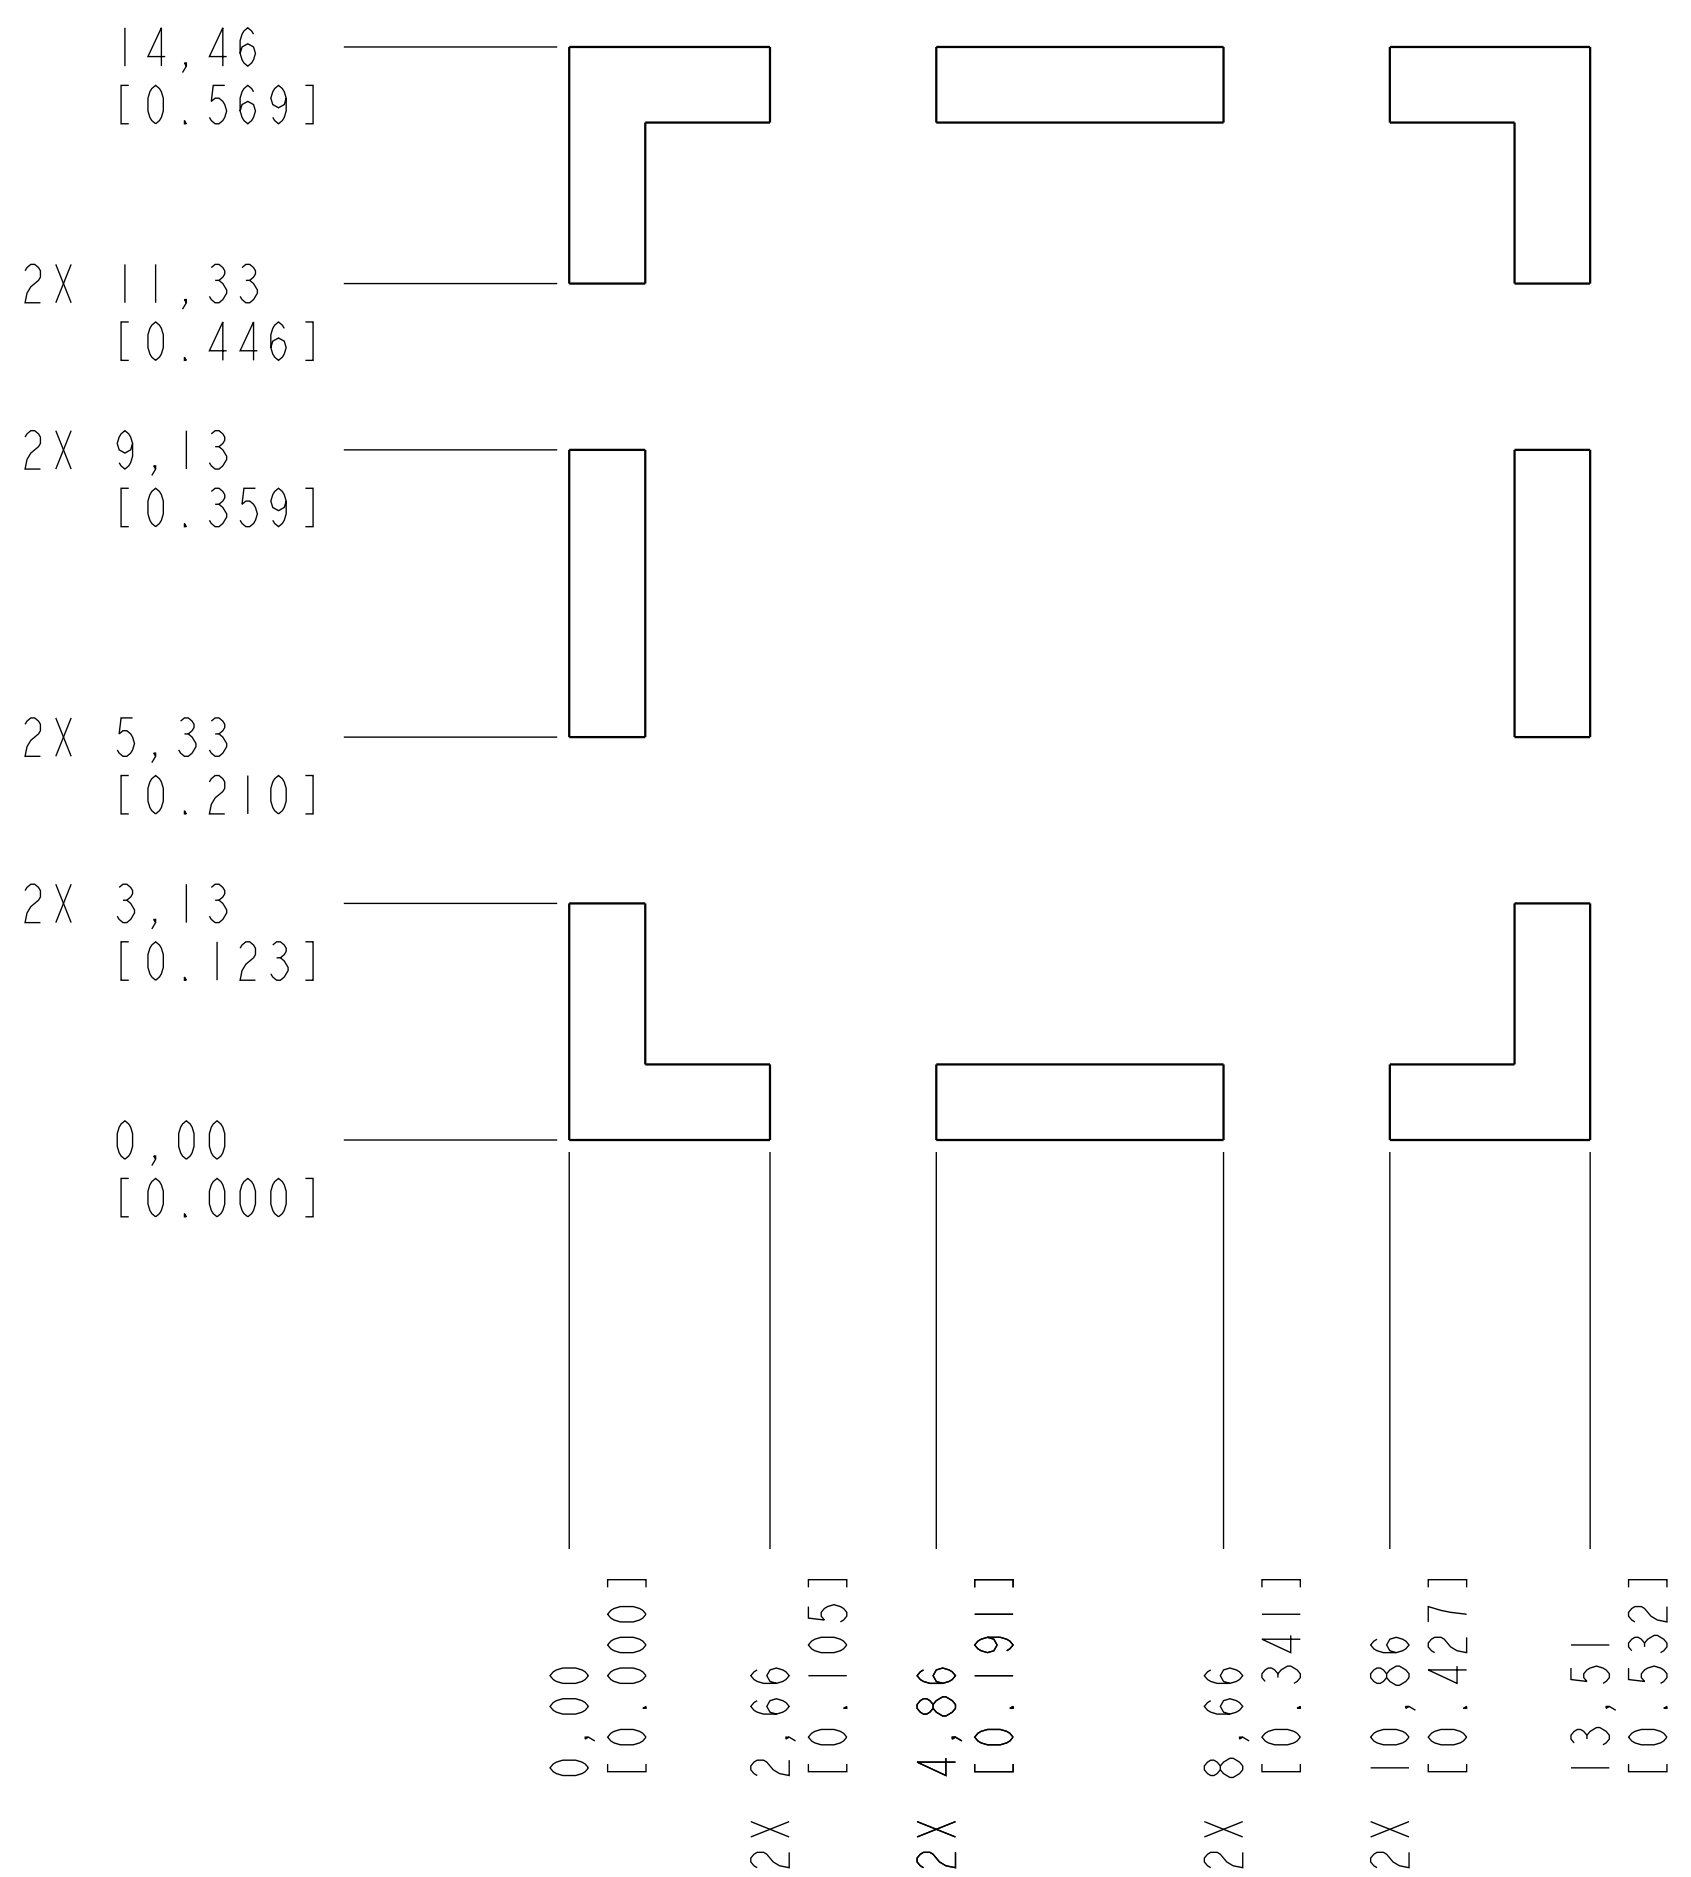 14,46
[0.569]
2X 11,33
[0.446]
2X 9,13
[0.359]
2X 5,33
[0.210]
2X 3,13
[0.123]
0,00
[0.000]
0,00
[0.000]
2X 2,66
[0.105]
2X 4,86
[0.191]
2X 8,66
[0.341]
2X 10,86
[0.427]
13,51
[0.532]